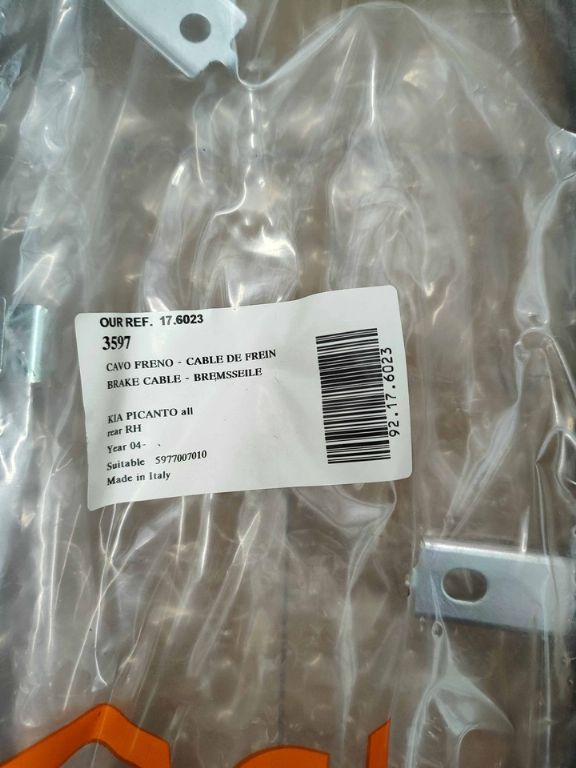 OUR REF. 17.6023
3597
CAVO FRENO - CABLE DE FREIN
BRAKE CABLE - BREMSSEILE
KIA PICANTO all
rear RH
Year 04-
Suitable 5977007010
Made in Italy
92.17.6023